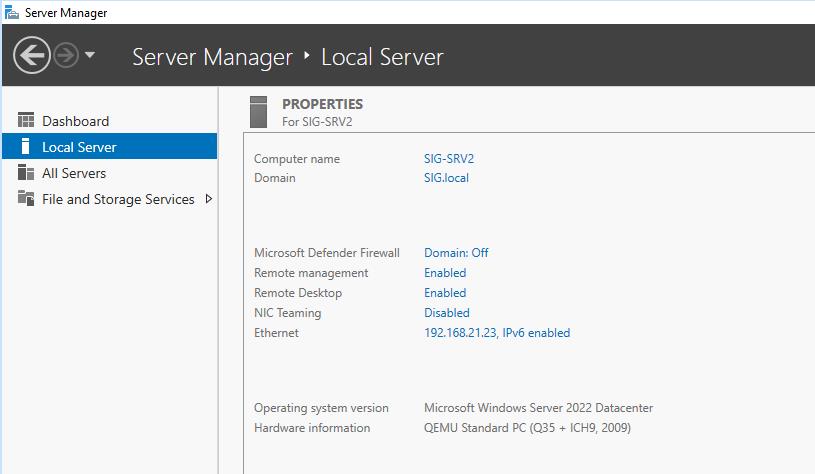 Server Manager
Server Manager ‣ Local Server
Dashboard
Local Server
All Servers
File and Storage Services
PROPERTIES
For SIG-SRV2
Computer name SIG-SRV2
Domain SIG.local
Microsoft Defender Firewall Domain: Off
Remote management Enabled
Remote Desktop Enabled
NIC Teaming Disabled
Ethernet 192.168.21.23, IPv6 enabled
Operating system version Microsoft Windows Server 2022 Datacenter
Hardware information QEMU Standard PC (Q35 + ICH9, 2009)